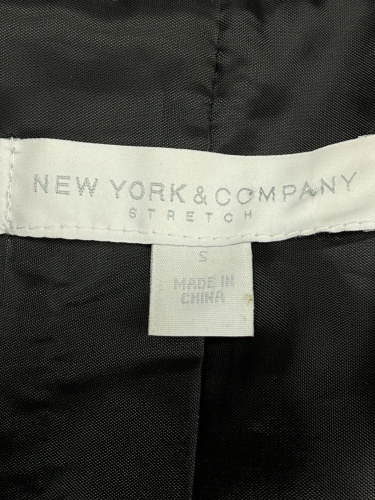 NEW YORK & COMPANY
STRETCH
S
MADE IN
CHINA